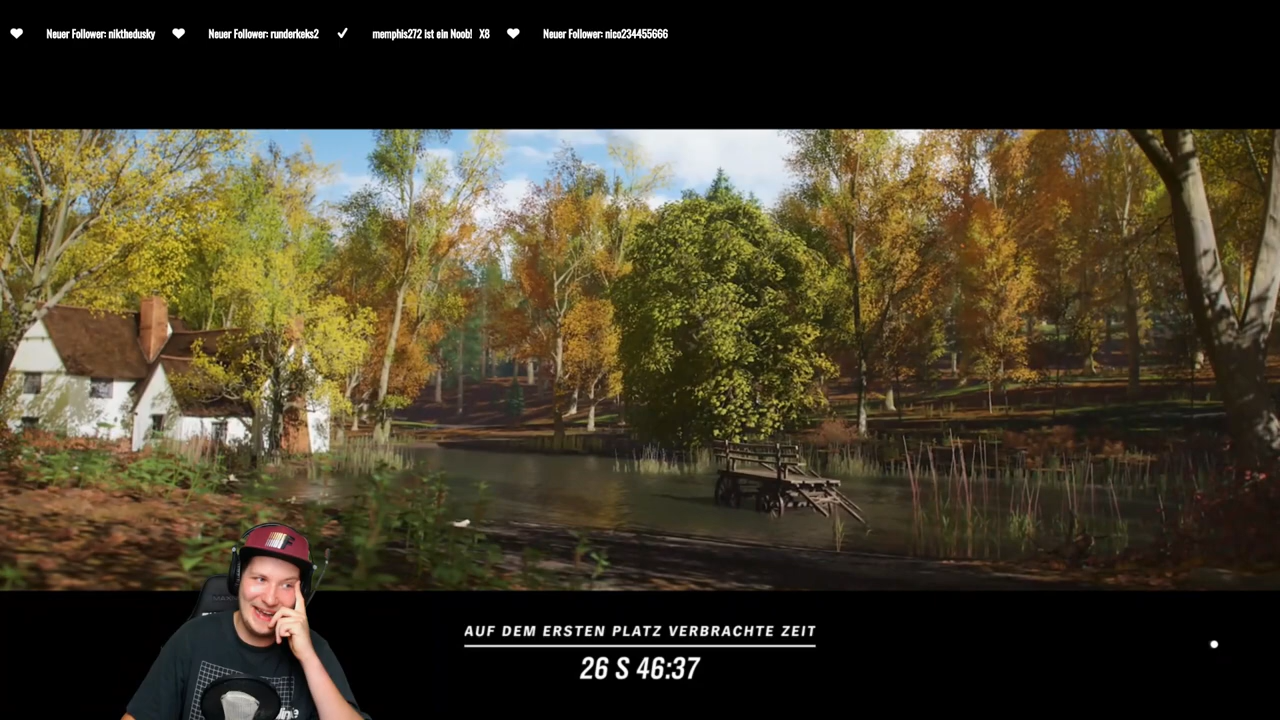 Neuer Follower: nikthedusky Neuer Follower: runderkeks2 memphis272 ist ein Noob! X8 Neuer Follower: nico234455666
AUF DEM ERSTEN PLATZ VERBRACHTE ZEIT
26 S 46:37